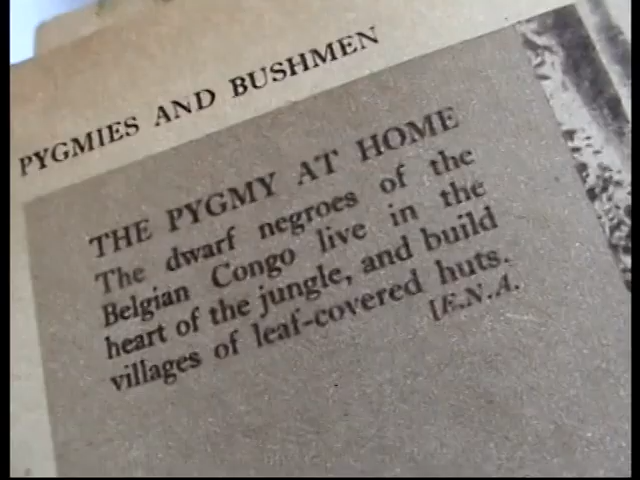 PYGMIES AND BUSHMEN
THE PYGMY AT HOME
The dwarf negroes of the
Belgian Congo live in the
heart of the jungle, and build
villages of leaf-covered huts.
[E.N.A.